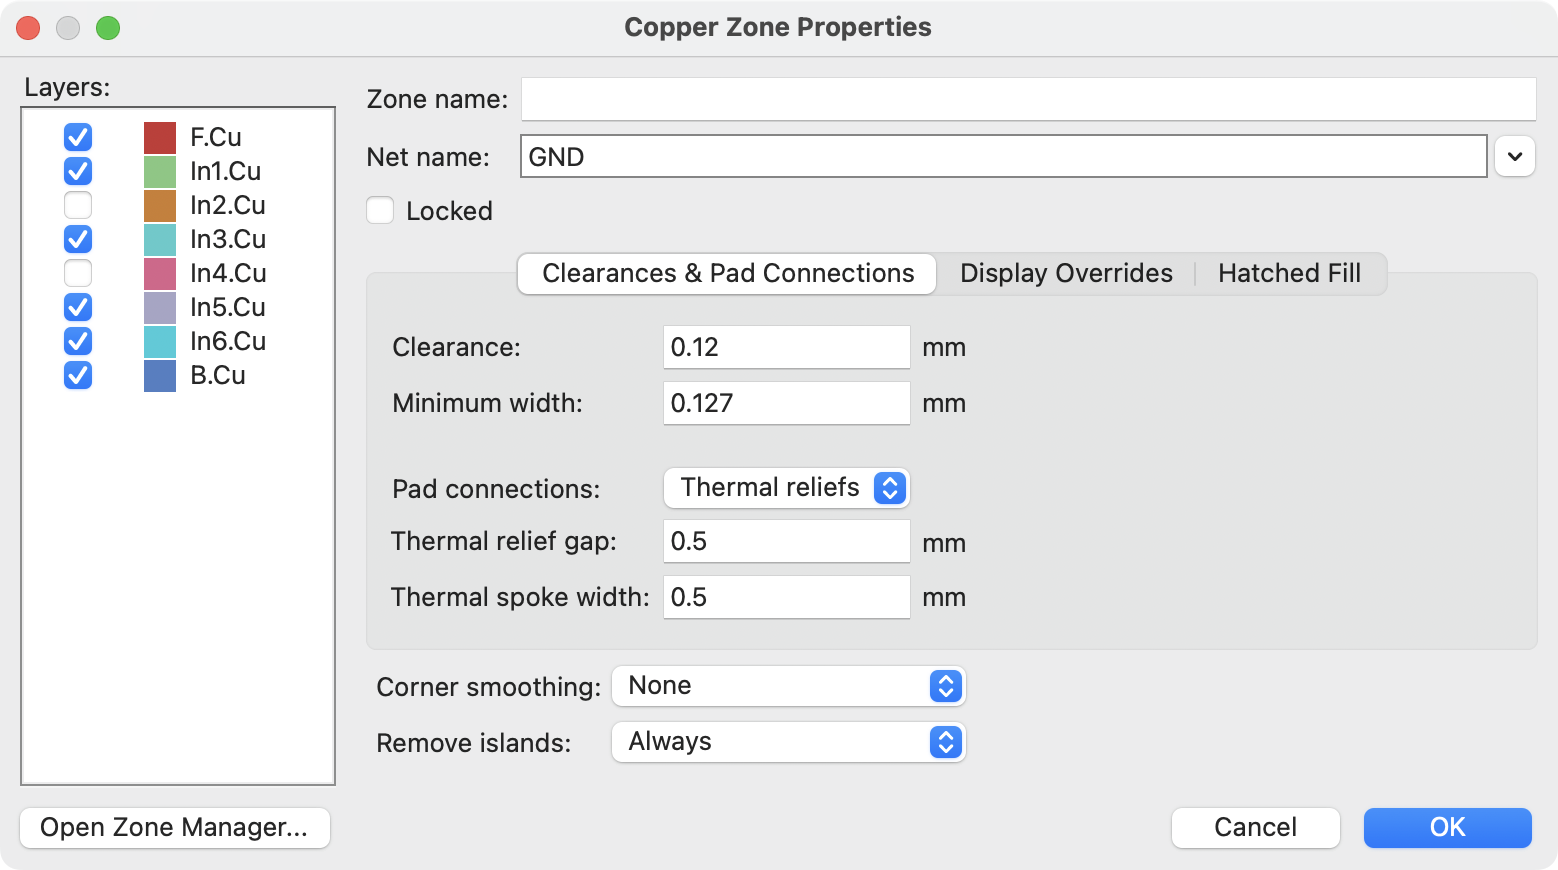 Copper Zone Properties
Layers:
F.Cu
In1.Cu
In2.Cu
In3.Cu
In4.Cu
In5.Cu
In6.Cu
B.Cu
Open Zone Manager...
Zone name:
Net name: GND
Locked
Clearances & Pad Connections Display Overrides Hatched Fill
Clearance: 0.12 mm
Minimum width: 0.127 mm
Pad connections: Thermal reliefs
Thermal relief gap: 0.5 mm
Thermal spoke width: 0.5 mm
Corner smoothing: None
Remove islands: Always
Cancel OK